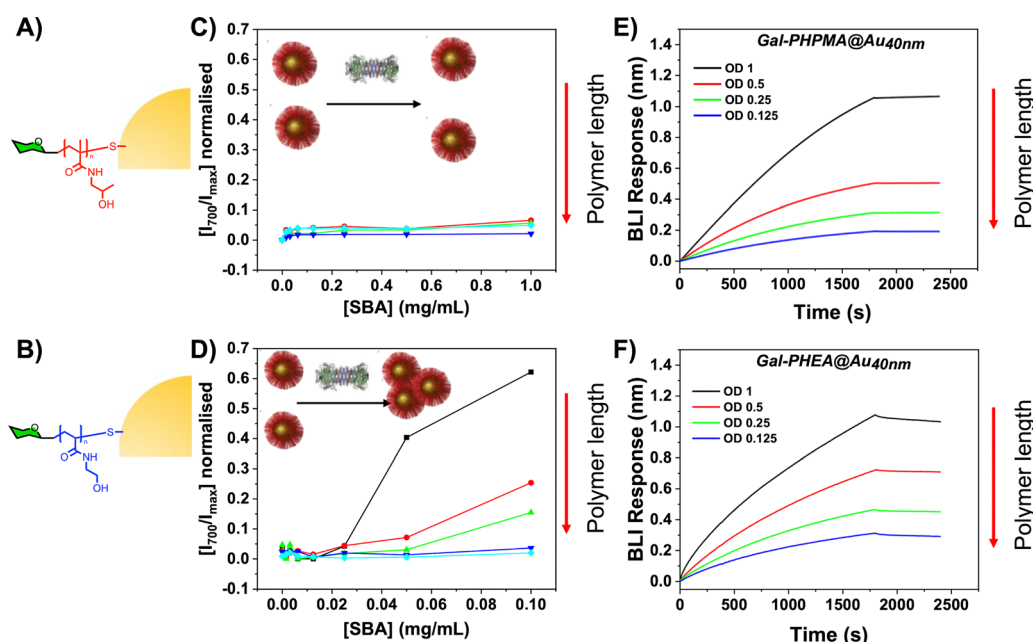 A)
O
n
S
O
NH
OH
C)
[I700/Imax] normalised
0.7
0.6
0.5
0.4
0.3
0.2
0.1
0.0
-0.1
0.0 0.2 0.4 0.6 0.8 1.0
[SBA] (mg/mL)
Polymer length
E)
Gal-PHPMA@Au40nm
BLI Response (nm)
1.4
1.2
1.0
0.8
0.6
0.4
0.2
0.0
OD 1
OD 0.5
OD 0.25
OD 0.125
0 500 1000 1500 2000 2500
Time (s)
Polymer length
B)
O
n
S
O
NH
OH
D)
[I700/Imax] normalised
0.7
0.6
0.5
0.4
0.3
0.2
0.1
0.0
-0.1
0.00 0.02 0.04 0.06 0.08 0.10
[SBA] (mg/mL)
Polymer length
F)
Gal-PHEA@Au40nm
BLI Response (nm)
1.4
1.2
1.0
0.8
0.6
0.4
0.2
0.0
OD 1
OD 0.5
OD 0.25
OD 0.125
0 500 1000 1500 2000 2500
Time (s)
Polymer length